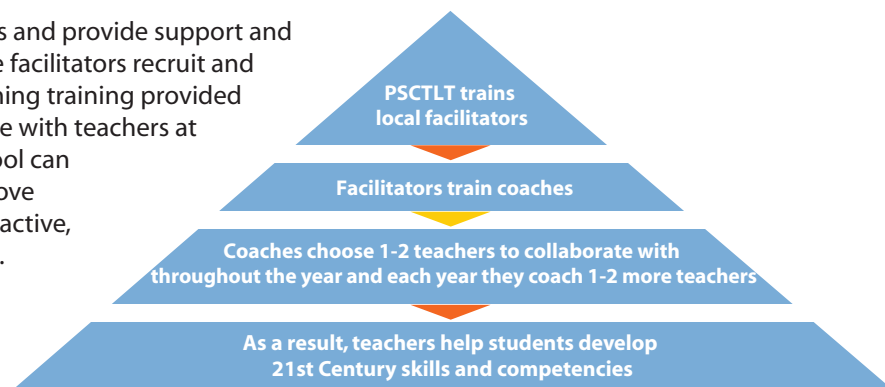 s and provide support and
e facilitators recruit and
ning training provided
e with teachers at
ool can
ove
active,
.
PSCTLT trains
local facilitators
Facilitators train coaches
Coaches choose 1-2 teachers to collaborate with
throughout the year and each year they coach 1-2 more teachers
As a result, teachers help students develop
21st Century skills and competencies